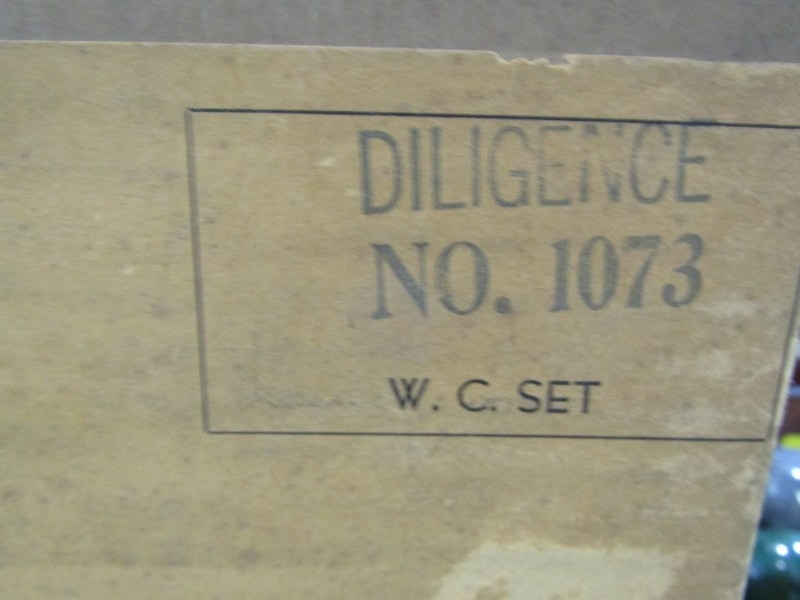 DILIGENCE
NO. 1073
W. C. SET